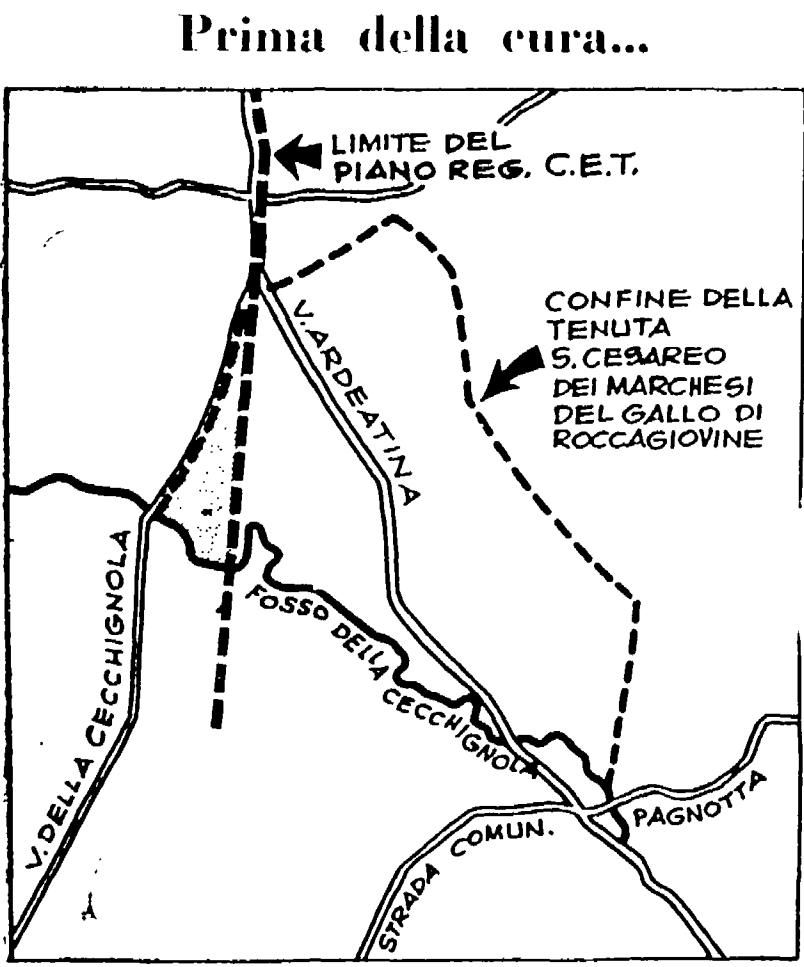 Prima della cura...
LIMITE DEL
PIANO REG. C.E.T.
CONFINE DELLA
TENUTA
S. CESAREO
DEI MARCHESI
DEL GALLO DI
ROCCAGIOVINE
V. ARDEATINA
V. DELLA CECCHIGNOLA
FOSSO DELLA CECCHIGNOLA
STRADA COMUN. PAGNOTTA